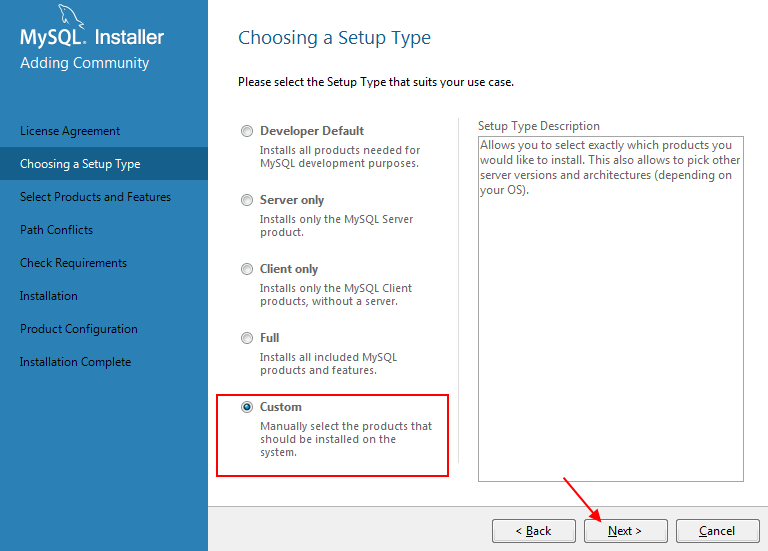 MySQL® Installer
Adding Community
License Agreement
Choosing a Setup Type
Select Products and Features
Path Conflicts
Check Requirements
Installation
Product Configuration
Installation Complete
Choosing a Setup Type
Please select the Setup Type that suits your use case.
Developer Default
Installs all products needed for
MySQL development purposes.
Server only
Installs only the MySQL Server
product.
Client only
Installs only the MySQL Client
products, without a server.
Full
Installs all included MySQL
products and features.
Custom
Manually select the products that
should be installed on the
system.
Setup Type Description
Allows you to select exactly which products you
would like to install. This also allows to pick other
server versions and architectures (depending on
your OS).
< Back
Next >
Cancel